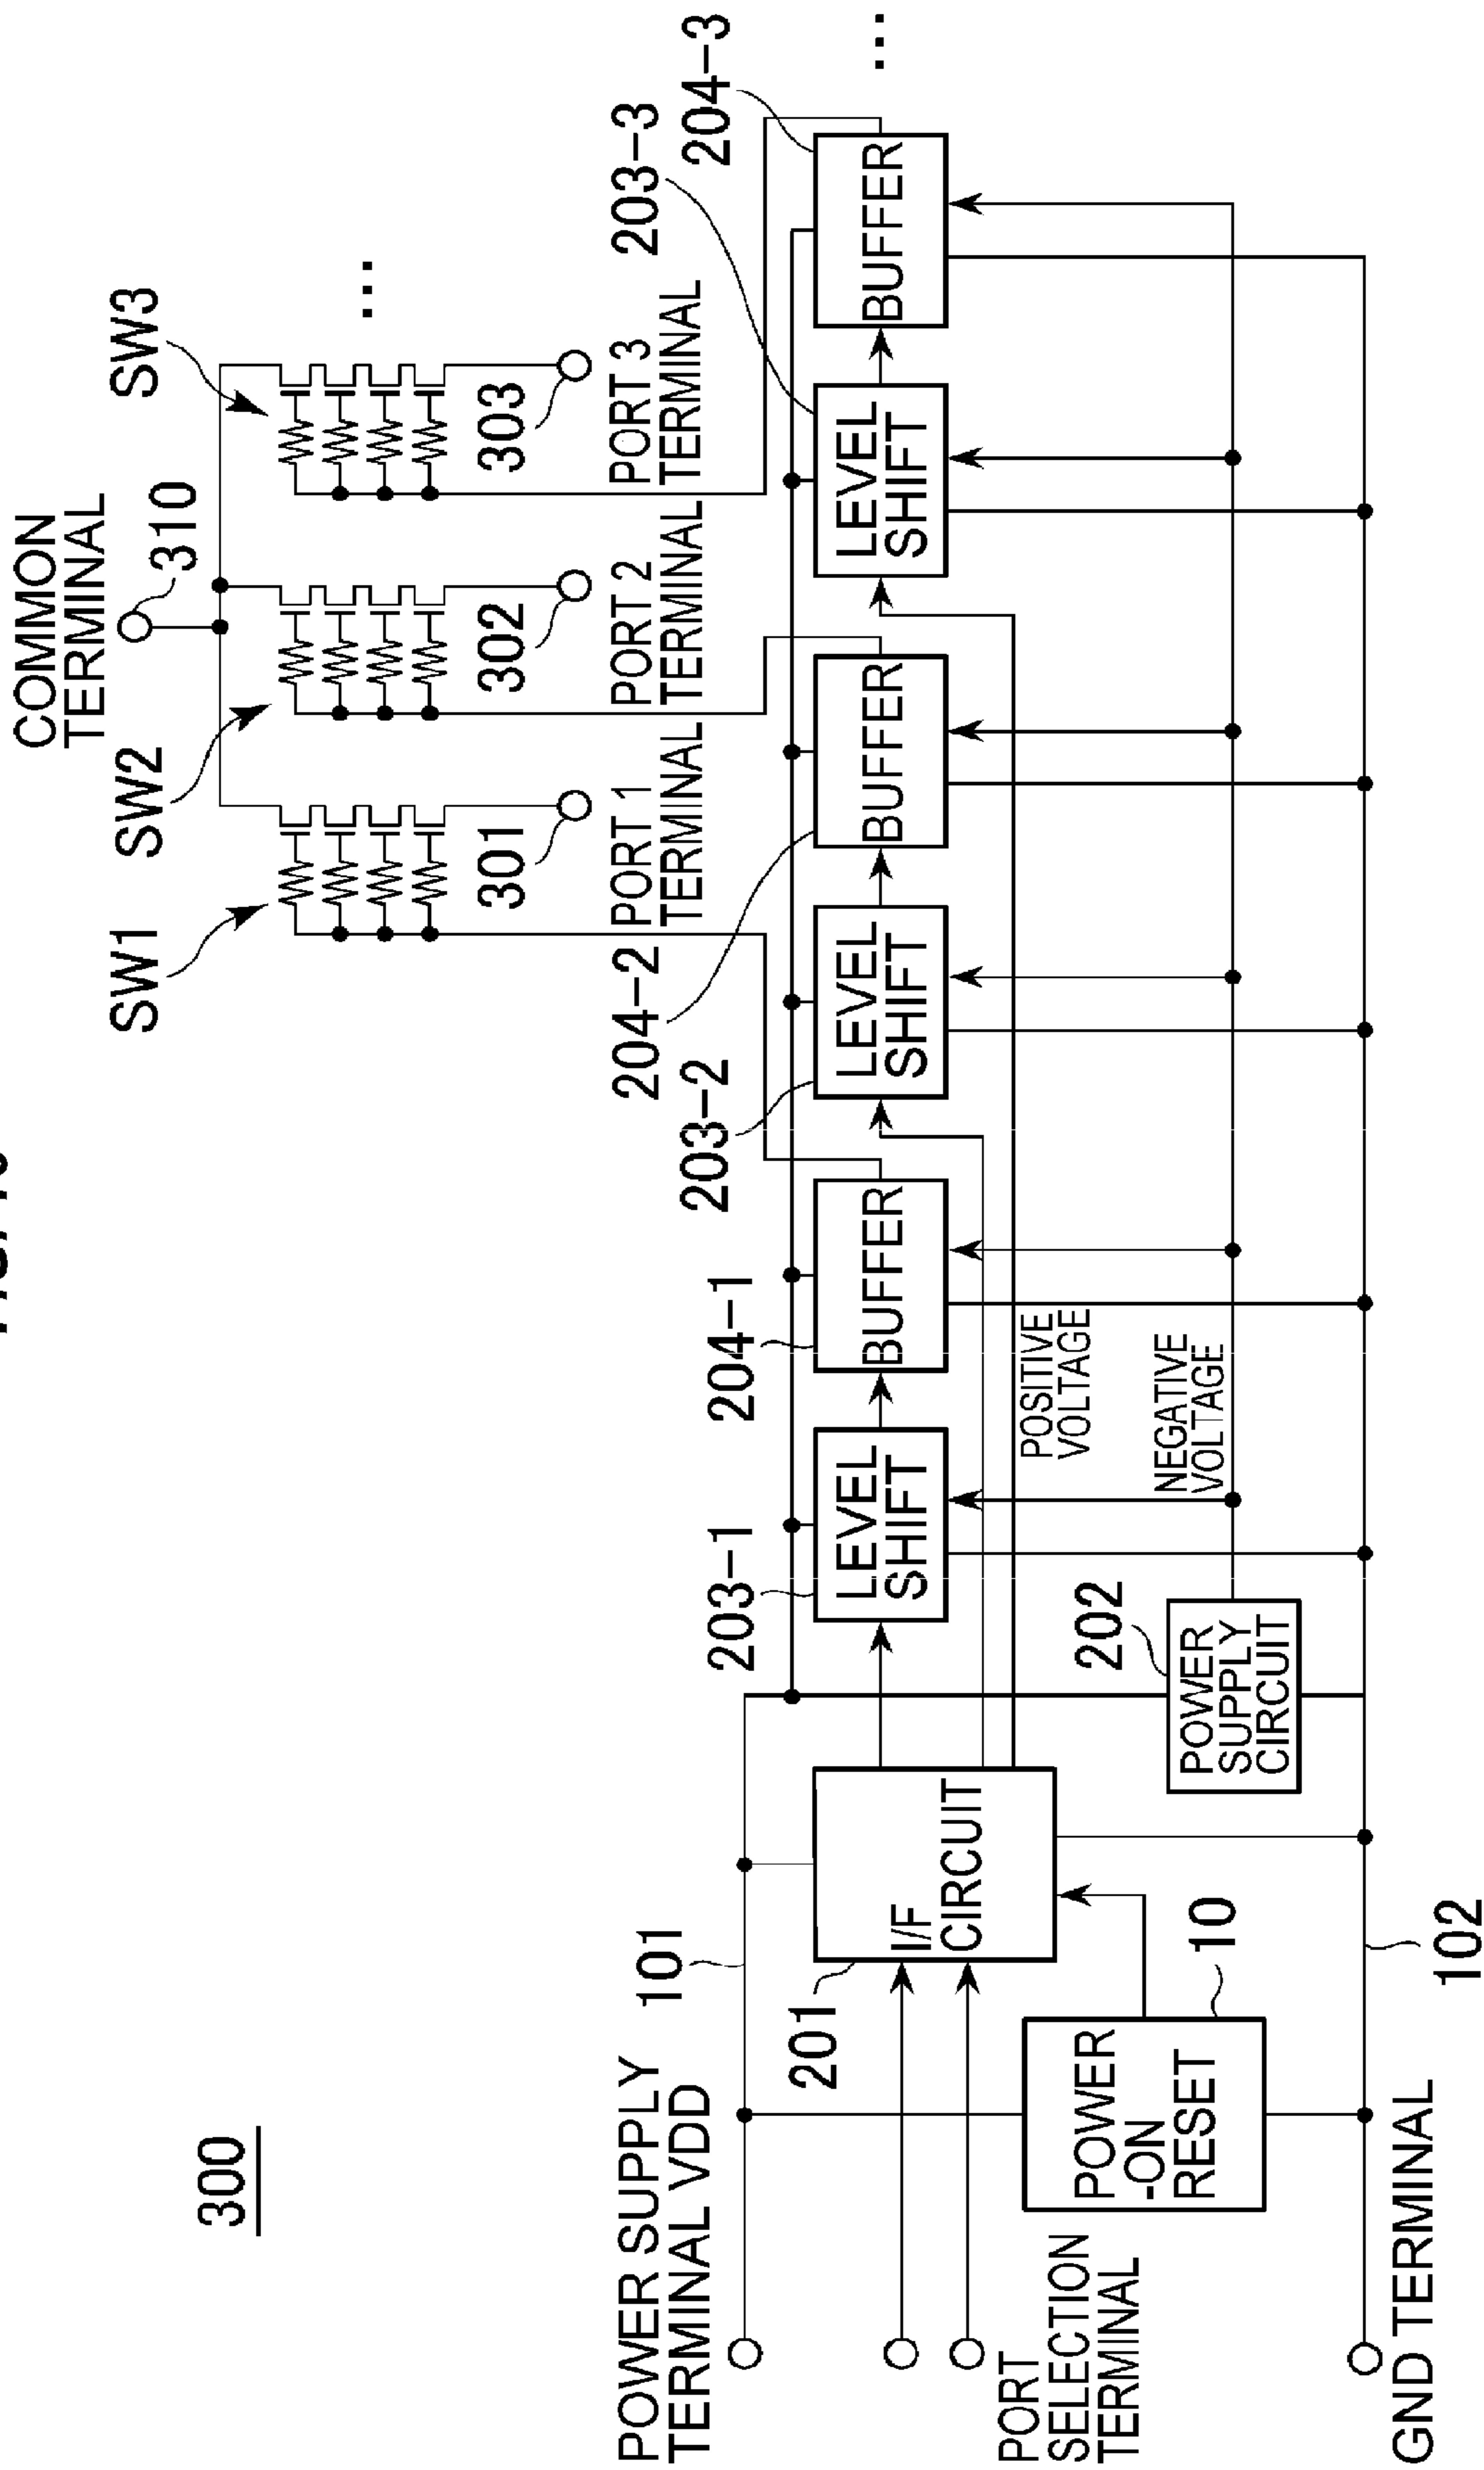 COMMON
TERMINAL
310
SW1
SW2
SW3
...
300
301
302
303
PORT 1
TERMINAL
PORT 2
TERMINAL
PORT 3
TERMINAL
POWER SUPPLY
TERMINAL VDD
101
201
203-1
204-1
203-2
204-2
203-3
204-3
I/F
CIRCUIT
LEVEL
SHIFT
BUFFER
LEVEL
SHIFT
BUFFER
LEVEL
SHIFT
BUFFER
...
PORT
SELECTION
TERMINAL
POWER
-ON
RESET
10
202
POWER
SUPPLY
CIRCUIT
POSITIVE
VOLTAGE
NEGATIVE
VOLTAGE
GND TERMINAL
102